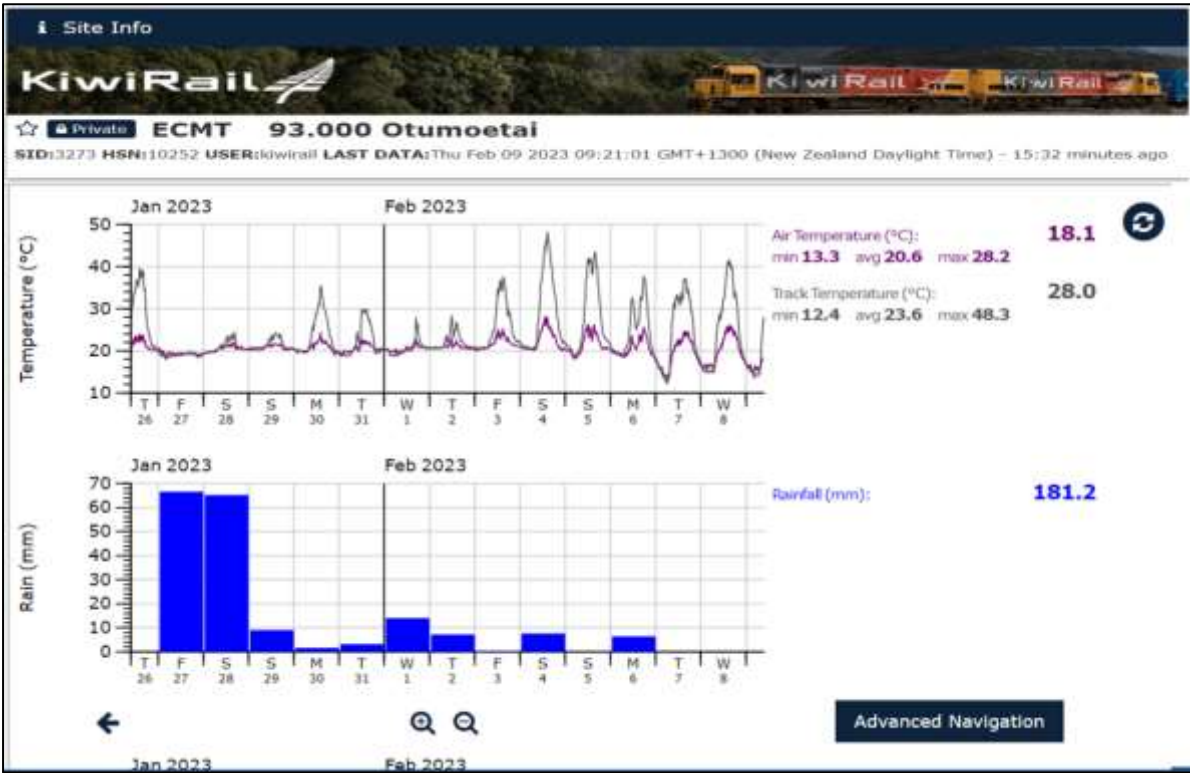 i Site Info
KiwiRail
KiwiRail KiwiRail
Private ECMT 93.000 Otumoetai
SID:3273 HSN:10252 USER:kiwirail LAST DATA:Thu Feb 09 2023 09:21:01 GMT+1300 (New Zealand Daylight Time) - 15:32 minutes ago
Jan 2023 Feb 2023
Temperature (°C)
50
40
30
20
10
T F S S M T W T F S S M T W
26 27 28 29 30 31 1 2 3 4 5 6 7 8
Air Temperature (°C): 18.1
min 13.3 avg 20.6 max 28.2
Track Temperature (°C): 28.0
min 12.4 avg 23.6 max 48.3
Jan 2023 Feb 2023
Rain (mm)
70
60
50
40
30
20
10
0
T F S S M T W T F S S M T W
26 27 28 29 30 31 1 2 3 4 5 6 7 8
Rainfall (mm): 181.2
Advanced Navigation
Jan 2023 Feb 2023